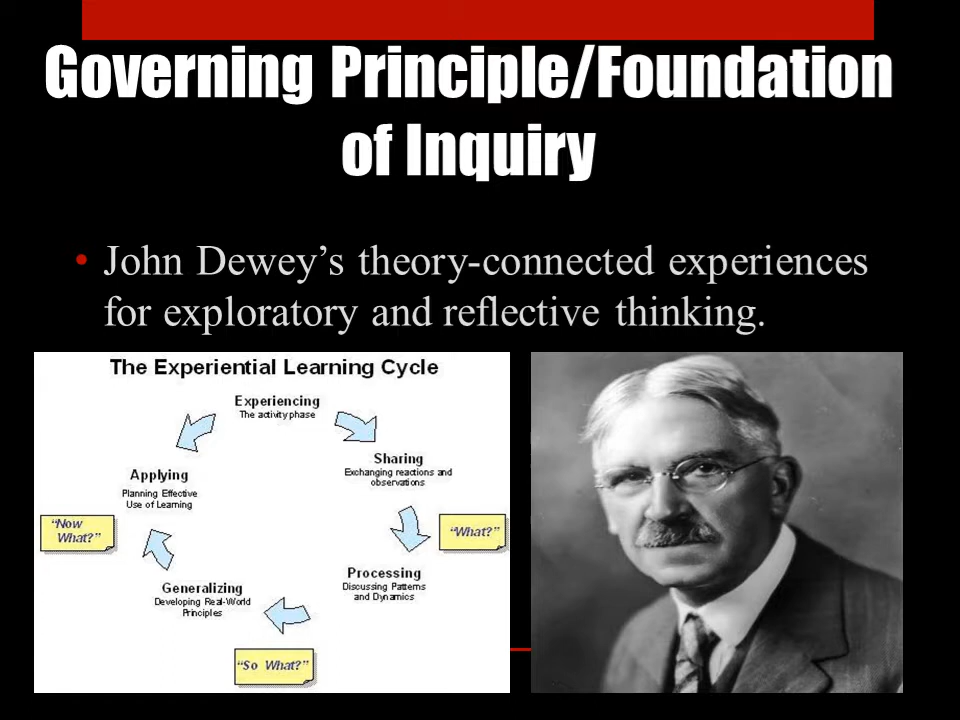 Governing Principle/Foundation
of Inquiry
• John Dewey’s theory-connected experiences
for exploratory and reflective thinking.
The Experiential Learning Cycle
Experiencing
The activity phase
Sharing
Exchanging reactions and
observations
“What?”
Processing
Discussing Patterns
and Dynamics
“So What?”
Generalizing
Developing Real-World
Principles
“Now
What?”
Applying
Planning Effective
Use of Learning